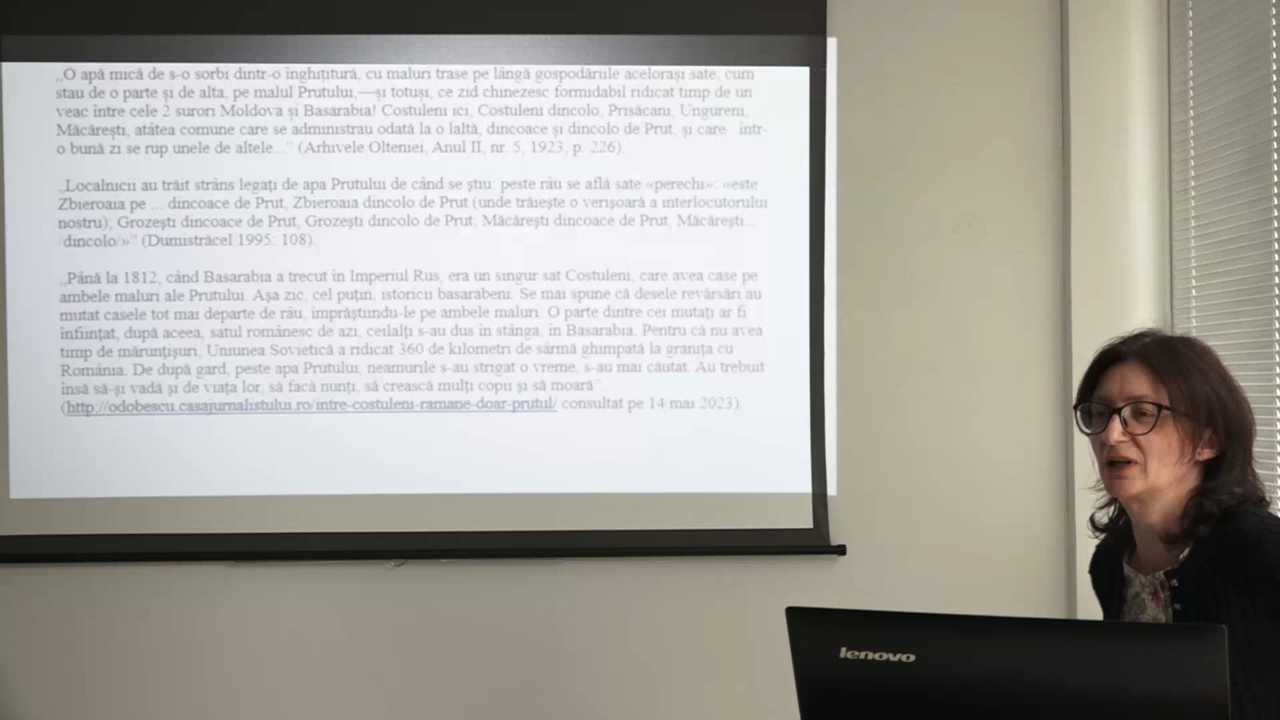 „O apă mică de s-o sorbi dintr-o înghițitură, cu maluri trase pe lângă gospodăriile acelorași sate, cum
stau de o parte și de alta, pe malul Prutului,—și totuși, ce zid chinezesc formidabil ridicat timp de un
veac între cele 2 surori Moldova și Basarabia! Costuleni ici, Costuleni dincolo, Prisăcani, Ungureni,
Măcărești, atâtea comune care se administrau odată la o laltă, dincoace și dincolo de Prut, și care într-
o bună zi se rup unele de altele...” (Arhivele Olteniei, Anul II, nr. 5, 1923, p. 226).
„Localnicii au trăit strâns legați de apa Prutului de când se știu: peste râu se află sate «perechi»: «este
Zbieroaia pe ... dincoace de Prut, Zbieroaia dincolo de Prut (unde trăiește o verișoară a interlocutorului
nostru); Grozești dincoace de Prut, Grozești dincolo de Prut; Măcărești dincoace de Prut, Măcărești...
/dincolo/»” (Dumistrăcel 1995: 108).
„Până la 1812, când Basarabia a trecut în Imperiul Rus, era un singur sat Costuleni, care avea case pe
ambele maluri ale Prutului. Așa zic, cel puțin, istoricii basarabeni. Se mai spune că desele revărsări au
mutat casele tot mai departe de râu, împrăștiindu-le pe ambele maluri. O parte dintre cei mutați ar fi
înființat, după aceea, satul românesc de azi, ceilalți s-au dus în stânga, în Basarabia. Pentru că nu avea
timp de mărunțișuri, Uniunea Sovietică a ridicat 360 de kilometri de sârmă ghimpată la granița cu
România. De după gard, peste apa Prutului, neamurile s-au strigat o vreme, s-au mai căutat. Au trebuit
însă să-și vadă și de viața lor, să facă nunți, să crească mulți copii și să moară”
(http://odobescu.casajurnalistului.ro/intre-costuleni-ramane-doar-prutul/ consultat pe 14 mai 2023).
lenovo